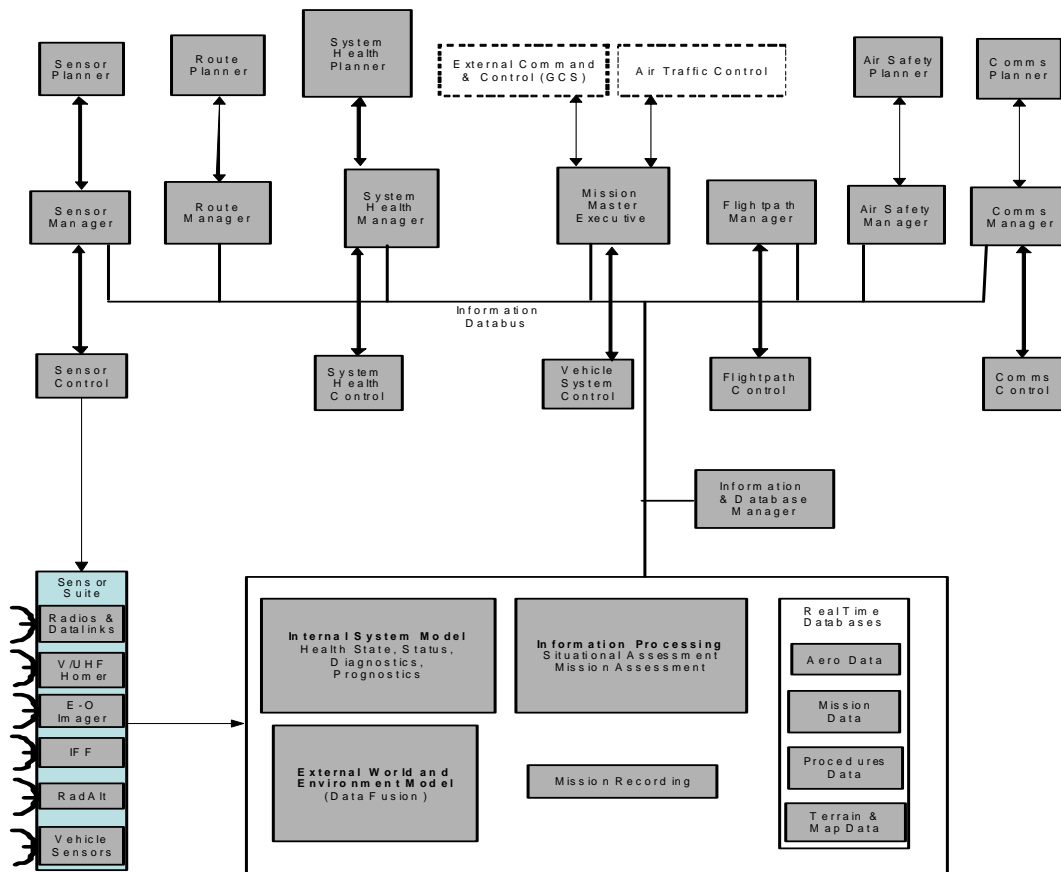 Sensor
Planner
Route
Planner
System
Health
Planner
External Command
& Control (GCS)
Air Traffic Control
Air Safety
Planner
Comms
Planner
Sensor
Manager
Route
Manager
System
Health
Manager
Mission
Master
Executive
Flightpath
Manager
Air Safety
Manager
Comms
Manager
Information
Databus
Sensor
Control
System
Health
Control
Vehicle
System
Control
Flightpath
Control
Comms
Control
Information
& Database
Manager
Sensor
Suite
Radios &
Datalinks
V/UHF
Homer
E-O
Imager
IFF
RadAlt
Vehicle
Sensors
Internal System Model
Health State, Status,
Diagnostics,
Prognostics
Information Processing
Situational Assessment
Mission Assessment
External World and
Environment Model
(Data Fusion)
Mission Recording
RealTime
Databases
Aero Data
Mission
Data
Procedures
Data
Terrain &
Map Data